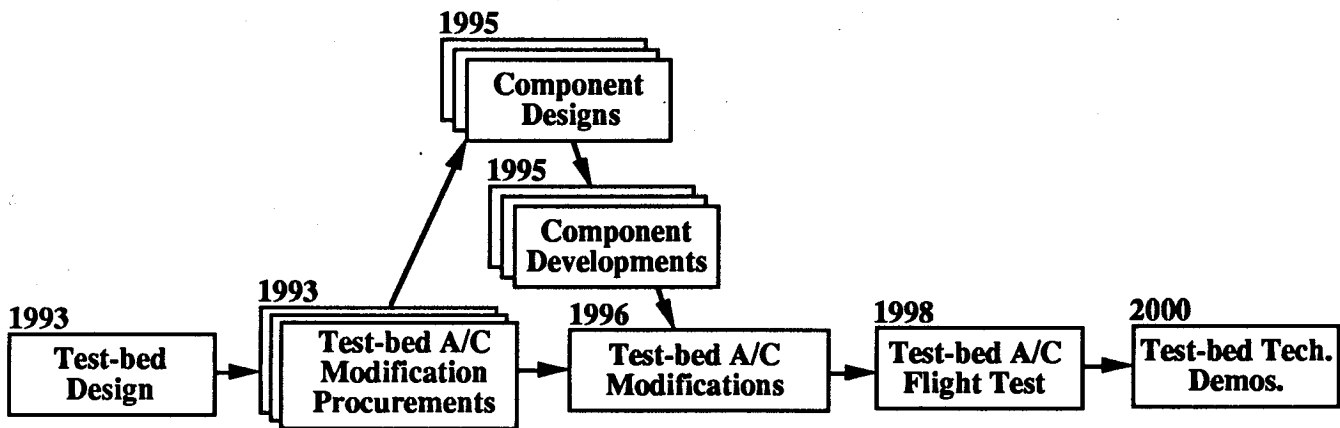 1995
Component
Designs
1995
Component
Developments
1993
Test-bed
Design
1993
Test-bed A/C
Modification
Procurements
1996
Test-bed A/C
Modifications
1998
Test-bed A/C
Flight Test
2000
Test-bed Tech.
Demos.